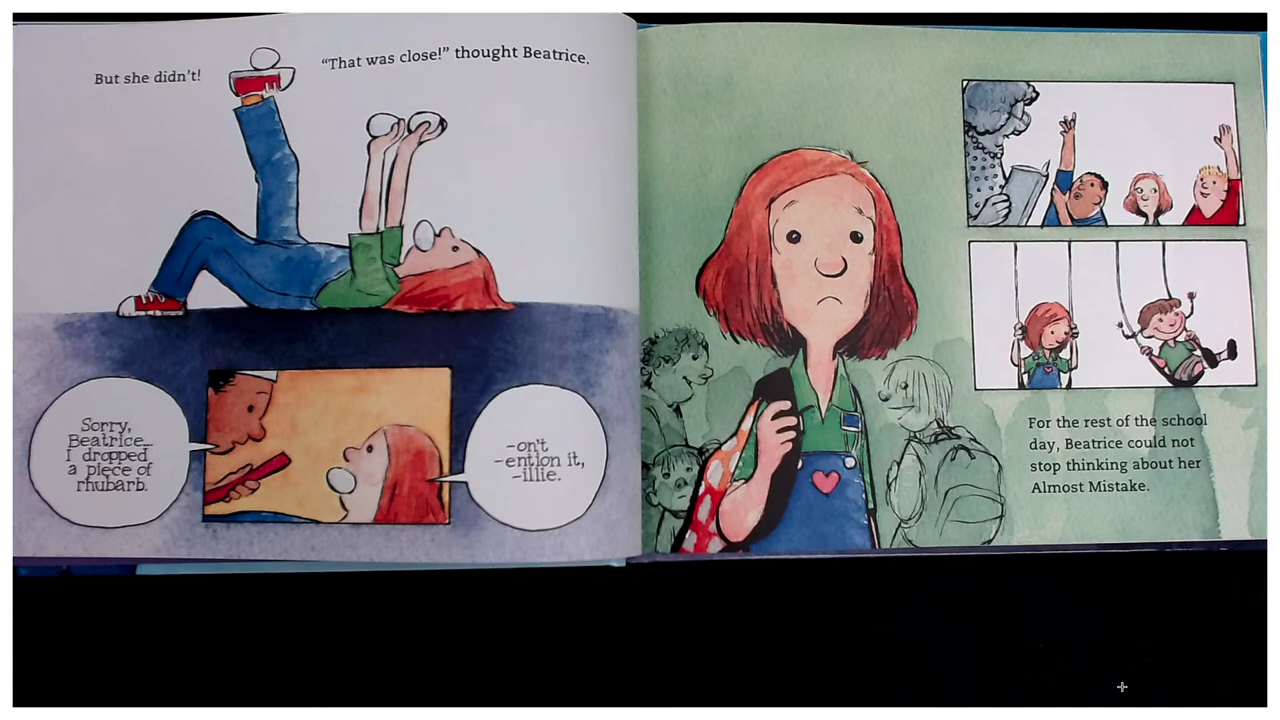 But she didn't!
"That was close!" thought Beatrice.
Sorry,
Beatrice_
I dropped
a piece of
rhubarb.
-on't
-ention it,
-illie.
For the rest of the school
day, Beatrice could not
stop thinking about her
Almost Mistake.